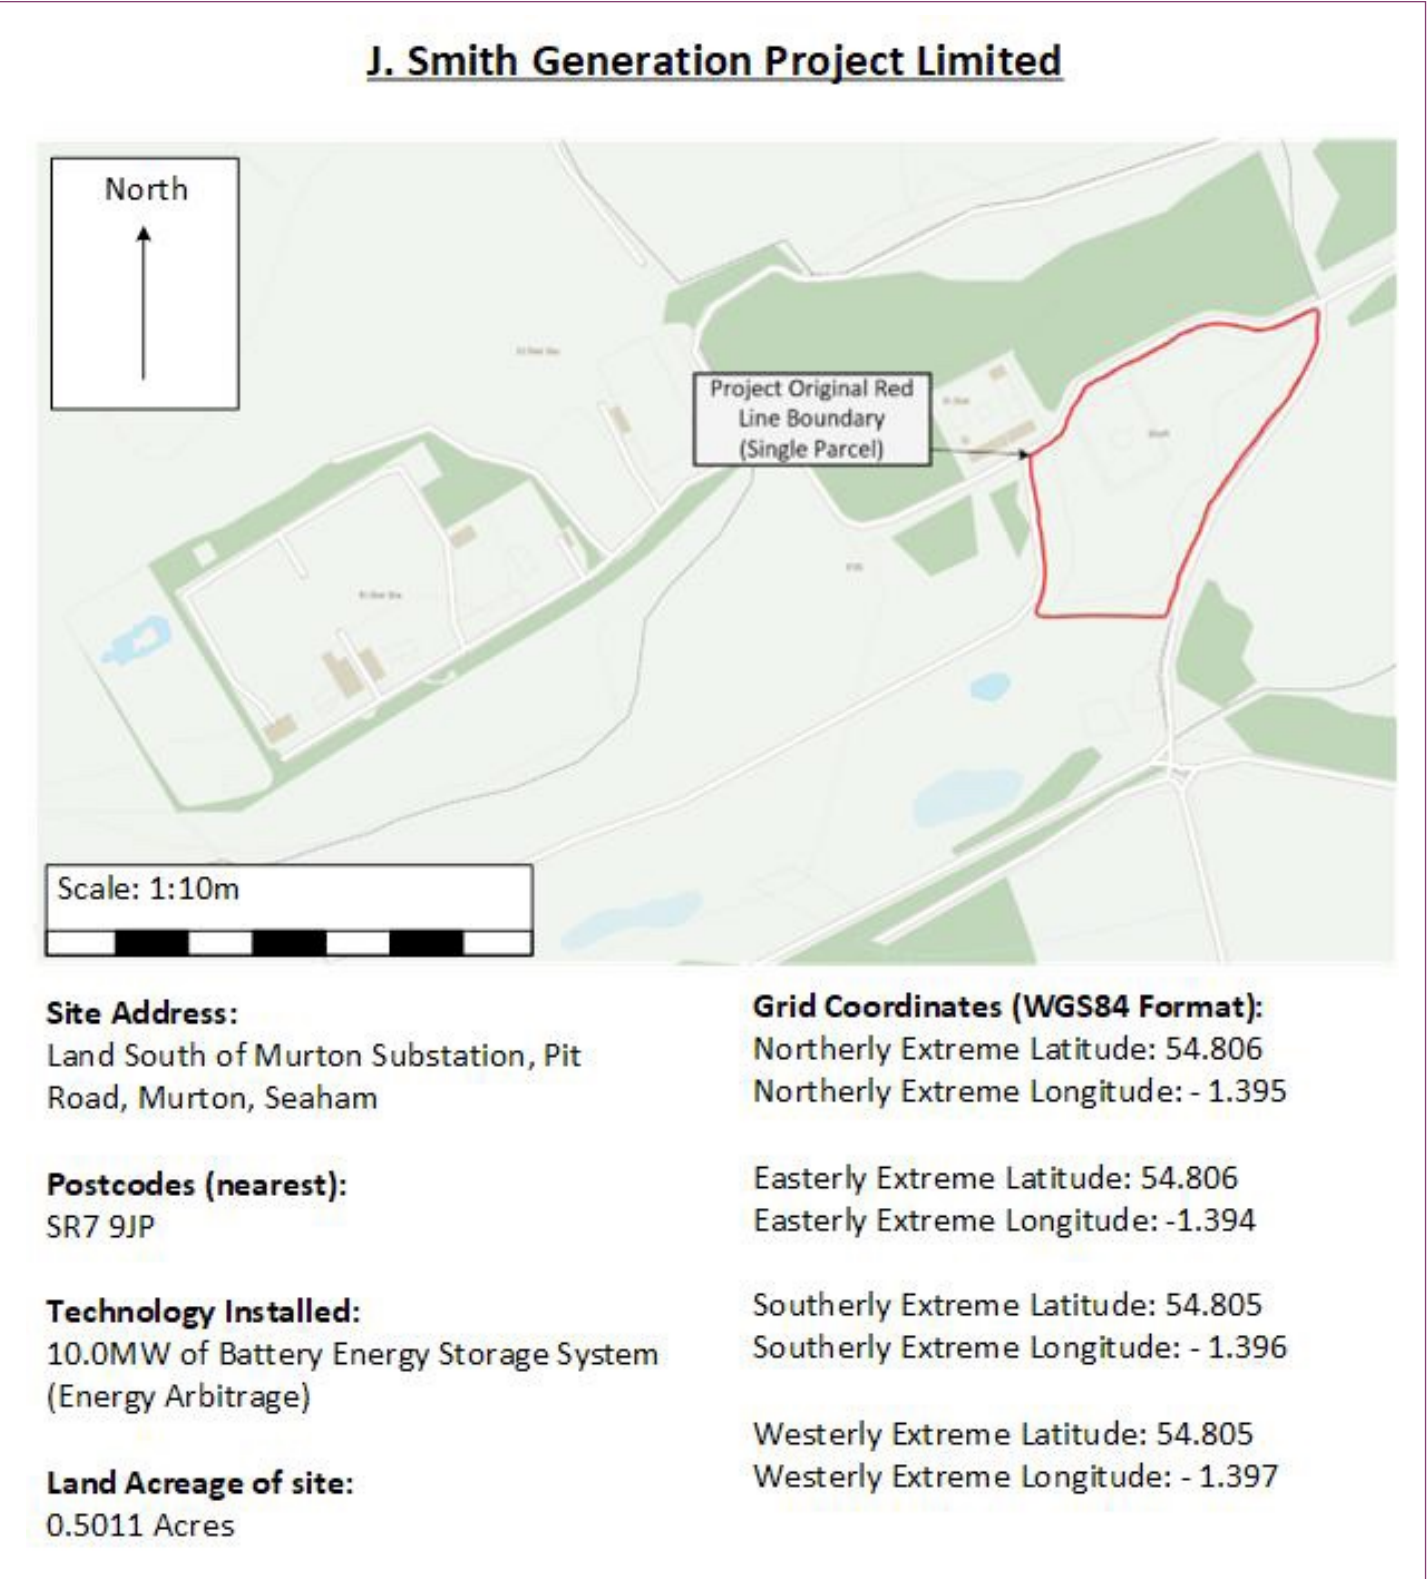 J. Smith Generation Project Limited
North
Project Original Red
Line Boundary
(Single Parcel)
Scale: 1:10m
Site Address:
Land South of Murton Substation, Pit
Road, Murton, Seaham
Postcodes (nearest):
SR7 9JP
Technology Installed:
10.0MW of Battery Energy Storage System
(Energy Arbitrage)
Land Acreage of site:
0.5011 Acres
Grid Coordinates (WGS84 Format):
Northerly Extreme Latitude: 54.806
Northerly Extreme Longitude: - 1.395
Easterly Extreme Latitude: 54.806
Easterly Extreme Longitude: -1.394
Southerly Extreme Latitude: 54.805
Southerly Extreme Longitude: - 1.396
Westerly Extreme Latitude: 54.805
Westerly Extreme Longitude: - 1.397